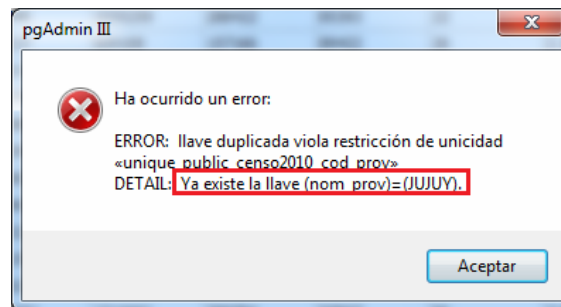 pgAdmin III
Ha ocurrido un error:
ERROR:  llave duplicada viola restricción de unicidad
«unique_public_censo2010_cod_prov»
DETAIL:  Ya existe la llave (nom_prov)=(JUJUY).
Aceptar